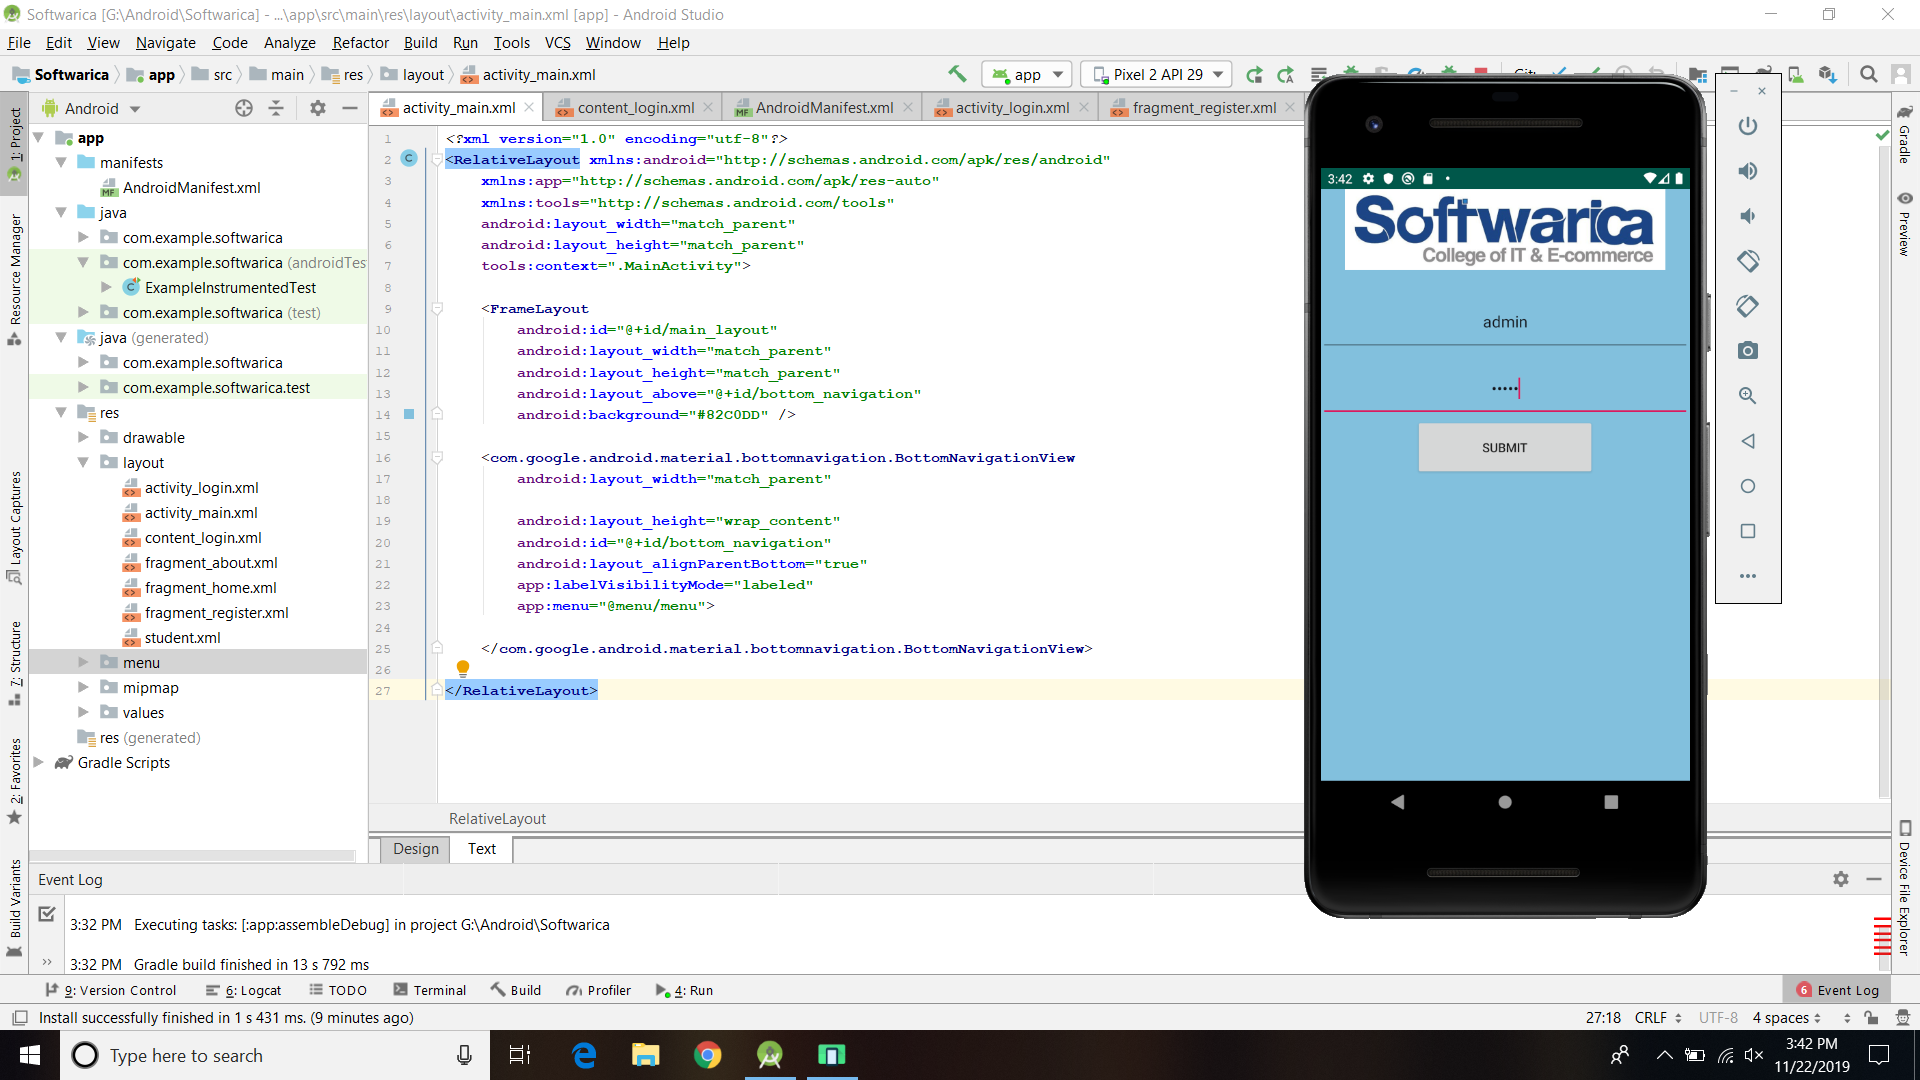 Softwarica [G:\Android\Softwarica] - ...\app\src\main\res\layout\activity_main.xml [app] - Android Studio
File Edit View Navigate Code Analyze Refactor Build Run Tools VCS Window Help
Softwarica app src main res layout activity_main.xml
app Pixel 2 API 29
Android
activity_main.xml content_login.xml AndroidManifest.xml activity_login.xml fragment_register.xml
1: Project
Resource Manager
Layout Captures
7: Structure
2: Favorites
Build Variants
app
manifests
AndroidManifest.xml
java
com.example.softwarica
com.example.softwarica (androidTes
ExampleInstrumentedTest
com.example.softwarica (test)
java (generated)
com.example.softwarica
com.example.softwarica.test
res
drawable
layout
activity_login.xml
activity_main.xml
content_login.xml
fragment_about.xml
fragment_home.xml
fragment_register.xml
student.xml
menu
mipmap
values
res (generated)
Gradle Scripts
1 <?xml version="1.0" encoding="utf-8"?>
2 <RelativeLayout xmlns:android="http://schemas.android.com/apk/res/android"
3 xmlns:app="http://schemas.android.com/apk/res-auto"
4 xmlns:tools="http://schemas.android.com/tools"
5 android:layout_width="match_parent"
6 android:layout_height="match_parent"
7 tools:context=".MainActivity">
8
9 <FrameLayout
10 android:id="@+id/main_layout"
11 android:layout_width="match_parent"
12 android:layout_height="match_parent"
13 android:layout_above="@+id/bottom_navigation"
14 android:background="#82C0DD" />
15
16 <com.google.android.material.bottomnavigation.BottomNavigationView
17 android:layout_width="match_parent"
18
19 android:layout_height="wrap_content"
20 android:id="@+id/bottom_navigation"
21 android:layout_alignParentBottom="true"
22 app:labelVisibilityMode="labeled"
23 app:menu="@menu/menu">
24
25 </com.google.android.material.bottomnavigation.BottomNavigationView>
26
27 </RelativeLayout>
RelativeLayout
Design Text
3:42
Softwarica
College of IT & E-commerce
admin
•••••
SUBMIT
Gradle
Preview
Device File Explorer
Event Log
3:32 PM Executing tasks: [:app:assembleDebug] in project G:\Android\Softwarica
3:32 PM Gradle build finished in 13 s 792 ms
9: Version Control 6: Logcat TODO Terminal Build Profiler 4: Run 6 Event Log
Install successfully finished in 1 s 431 ms. (9 minutes ago) 27:18 CRLF UTF-8 4 spaces
Type here to search
3:42 PM
11/22/2019